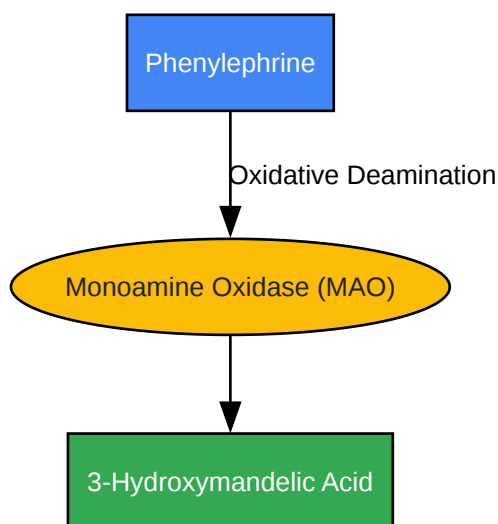 Phenylephrine
Oxidative Deamination
Monoamine Oxidase (MAO)
3-Hydroxymandelic Acid